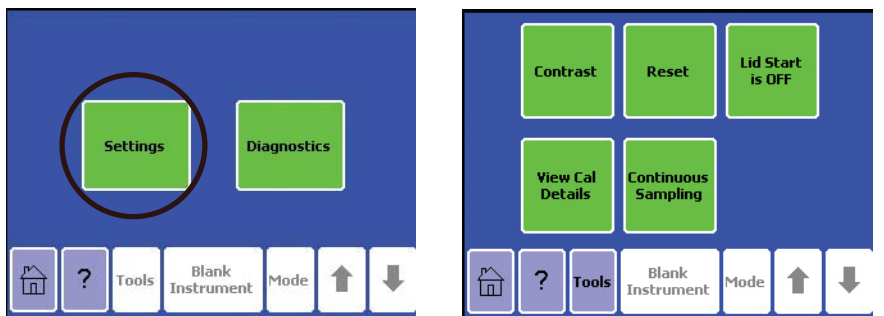 Settings
Diagnostics
?
Tools
Blank
Instrument
Mode
Contrast
Reset
Lid Start
is OFF
View Cal
Details
Continuous
Sampling
?
Tools
Blank
Instrument
Mode